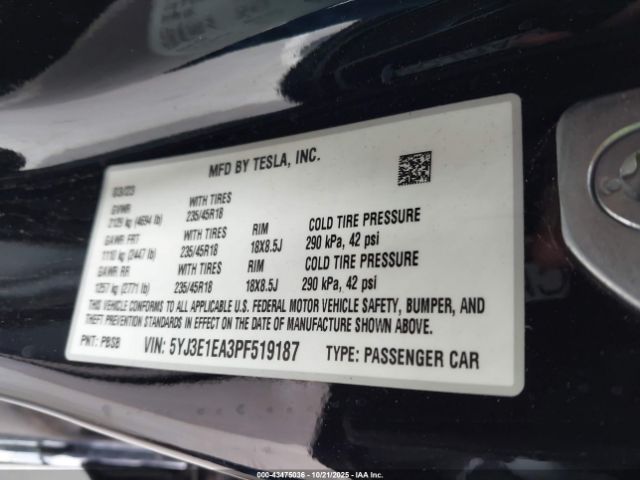 MFD BY TESLA, INC.
03/23
GVWR WITH TIRES
2129 kg (4694 lb) 235/45R18
GAWR FRT WITH TIRES RIM COLD TIRE PRESSURE
1110 kg (2447 lb) 235/45R18 18X8.5J 290 kPa, 42 psi
GAWR RR WITH TIRES RIM COLD TIRE PRESSURE
1257 kg (2771 lb) 235/45R18 18X8.5J 290 kPa, 42 psi
THIS VEHICLE CONFORMS TO ALL APPLICABLE U.S. FEDERAL MOTOR VEHICLE SAFETY, BUMPER, AND
THEFT PREVENTION STANDARDS IN EFFECT ON THE DATE OF MANUFACTURE SHOWN ABOVE.
PNT: PBSB VIN: 5YJ3E1EA3PF519187 TYPE: PASSENGER CAR
000-43475036 - 10/21/2025 - IAA Inc.